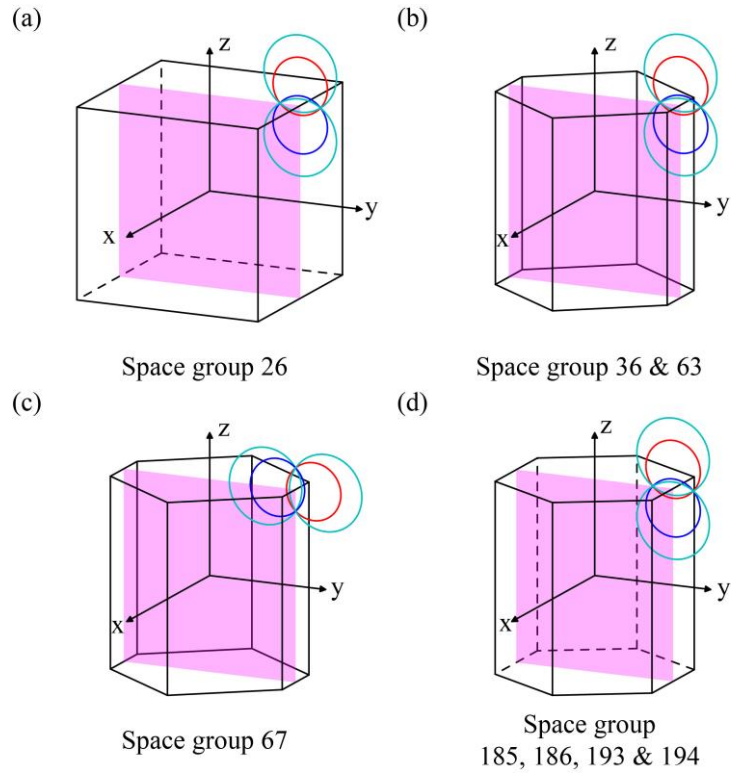 (a)
z
y
x
Space group 26
(b)
z
y
x
Space group 36 & 63
(c)
z
y
x
Space group 67
(d)
z
y
x
Space group
185, 186, 193 & 194